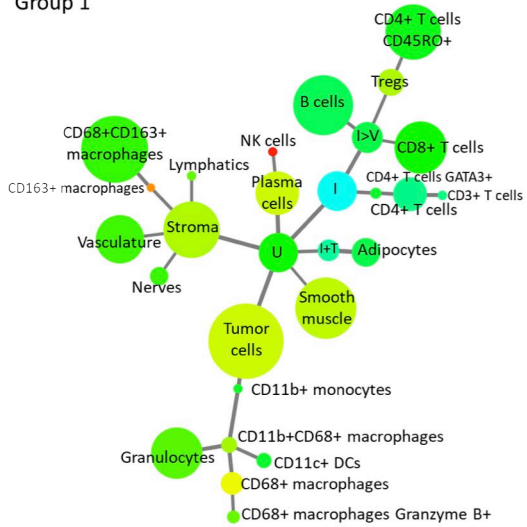 Group 1
CD4+ T cells
CD45RO+
Tregs
B cells
I>V
CD8+ T cells
NK cells
CD68+CD163+
macrophages
Lymphatics
CD163+ macrophages
Plasma
cells
I
CD4+ T cells GATA3+
CD3+ T cells
CD4+ T cells
Stroma
Vasculature
U
I+T
Adipocytes
Nerves
Smooth
muscle
Tumor
cells
CD11b+ monocytes
CD11b+CD68+ macrophages
Granulocytes
CD11c+ DCs
CD68+ macrophages
CD68+ macrophages Granzyme B+